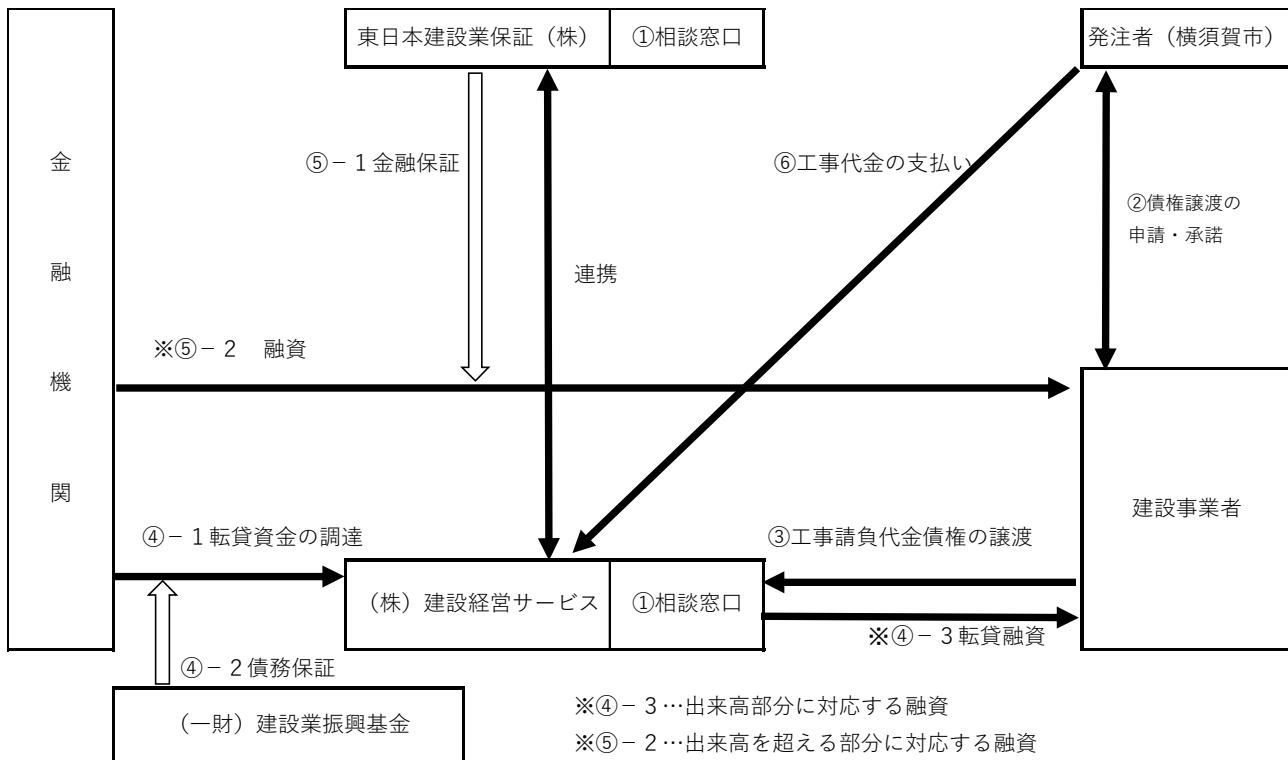 東日本建設業保証（株）
①相談窓口
発注者（横須賀市）
金
融
機
関
⑤－１金融保証
⑥工事代金の支払い
②債権譲渡の
申請・承諾
連携
※⑤－２　融資
建設事業者
④－１転貸資金の調達
③工事請負代金債権の譲渡
（株）建設経営サービス
①相談窓口
※④－３転貸融資
④－２債務保証
（一財）建設業振興基金
※④－３…出来高部分に対応する融資
※⑤－２…出来高を超える部分に対応する融資